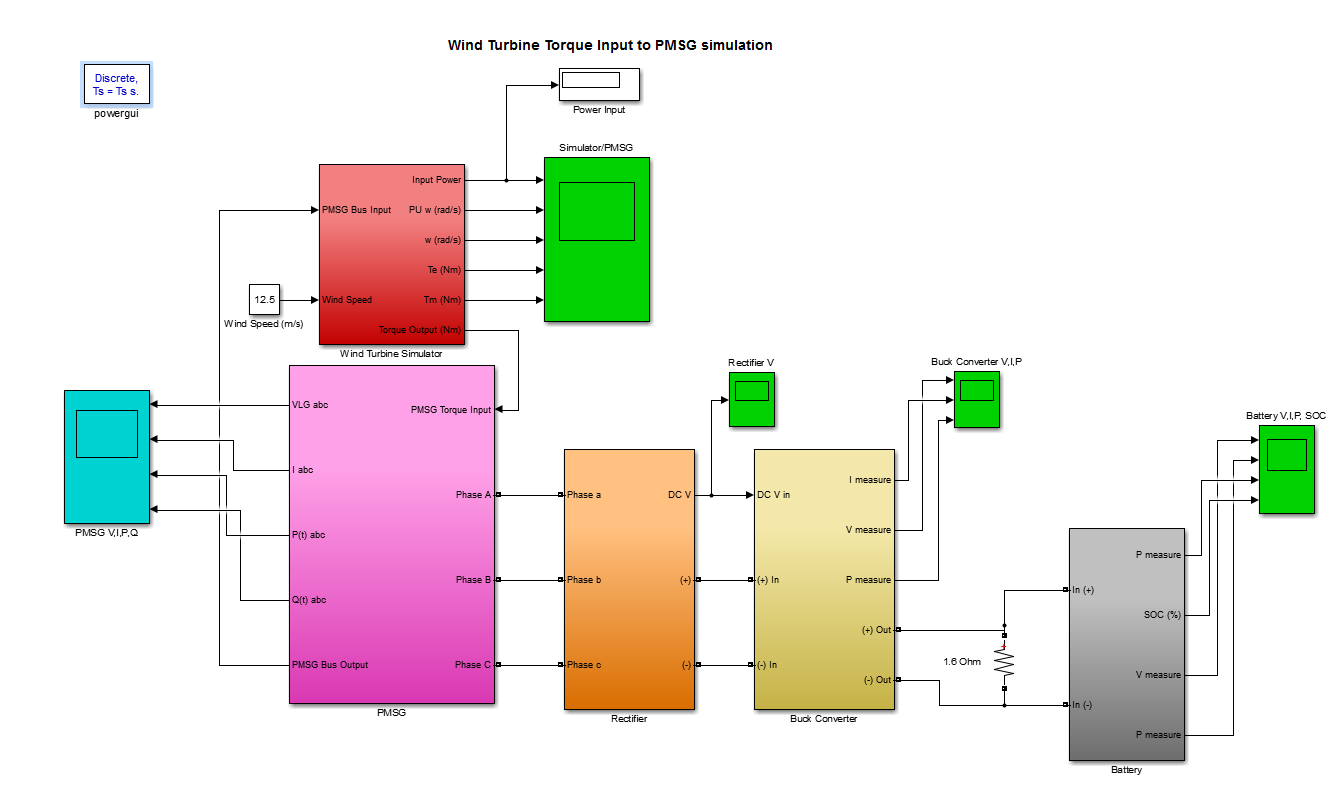 Wind Turbine Torque Input to PMSG simulation
Discrete,
Ts = Ts s.
powergui
Power Input
Simulator/PMSG
Input Power
PMSG Bus Input
PU w (rad/s)
w (rad/s)
Te (Nm)
12.5
Wind Speed
Tm (Nm)
Wind Speed (m/s)
Torque Output (Nm)
Wind Turbine Simulator
VLG abc
PMSG Torque Input
I abc
Phase A
P(t) abc
Phase B
Q(t) abc
PMSG Bus Output
Phase C
PMSG
PMSG V,I,P,Q
Rectifier V
Phase a
DC V
Phase b
(+)
Phase c
(-)
Rectifier
Buck Converter V,I,P
DC V in
I measure
V measure
(+) In
P measure
(+) Out
(-) In
(-) Out
Buck Converter
1.6 Ohm
+
Battery V,I,P, SOC
P measure
In (+)
SOC (%)
V measure
In (-)
P measure
Battery